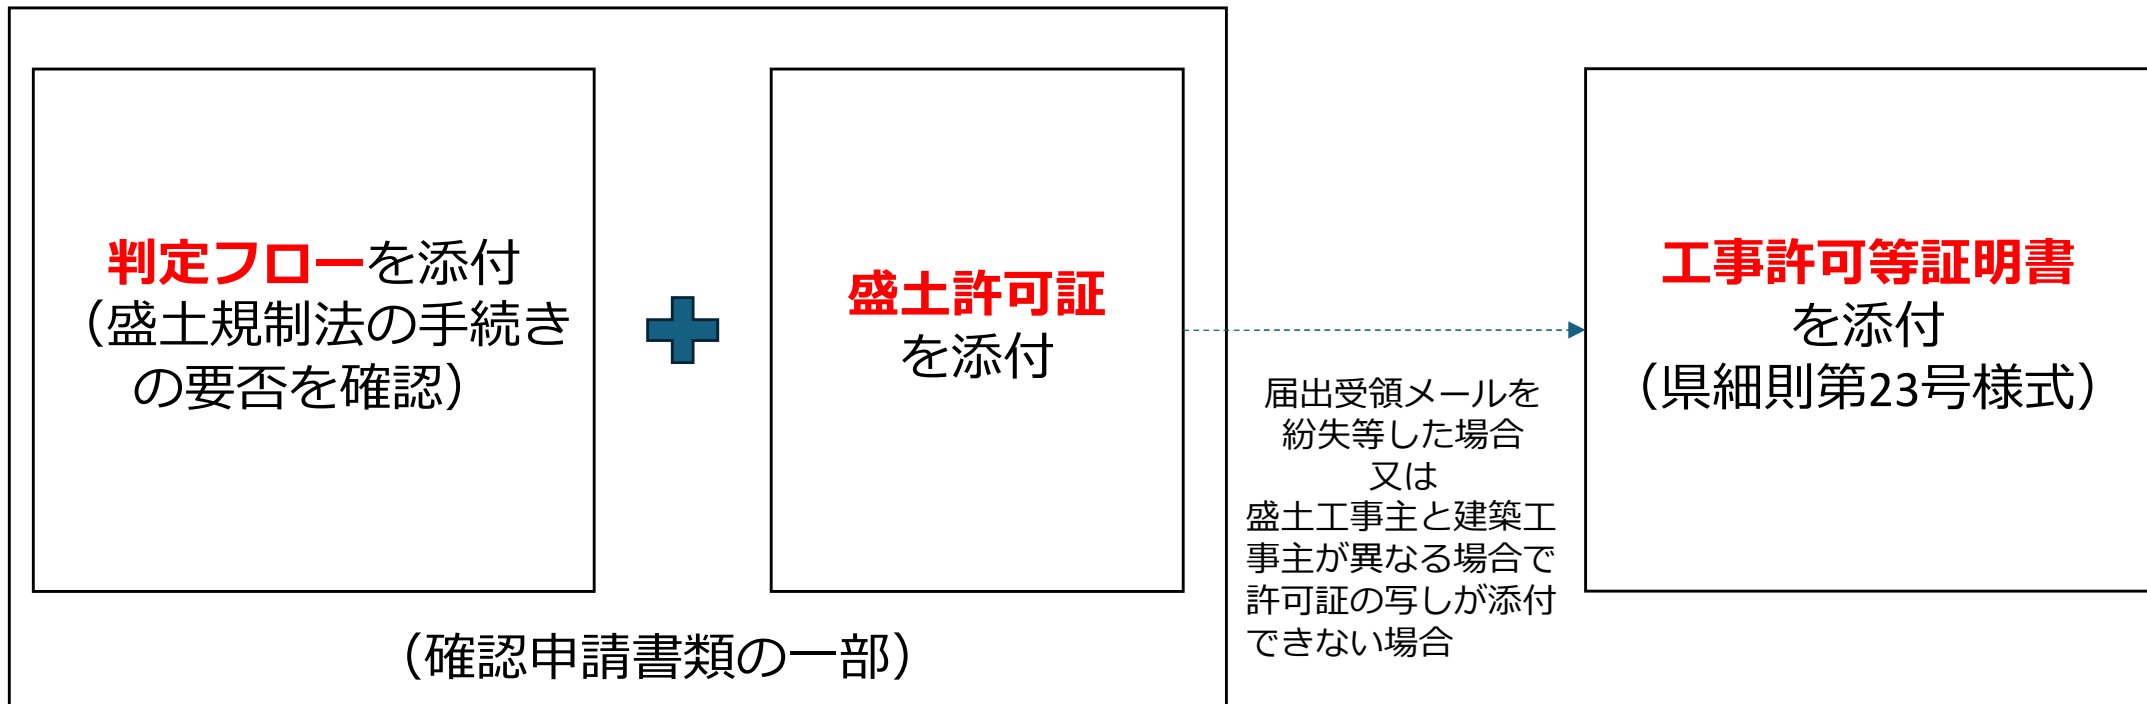 判定フローを添付
（盛土規制法の手続き
の要否を確認）
盛土許可証
を添付
（確認申請書類の一部）
届出受領メールを
紛失等した場合
又は
盛土工事主と建築工
事主が異なる場合で
許可証の写しが添付
できない場合
工事許可等証明書
を添付
（県細則第23号様式）